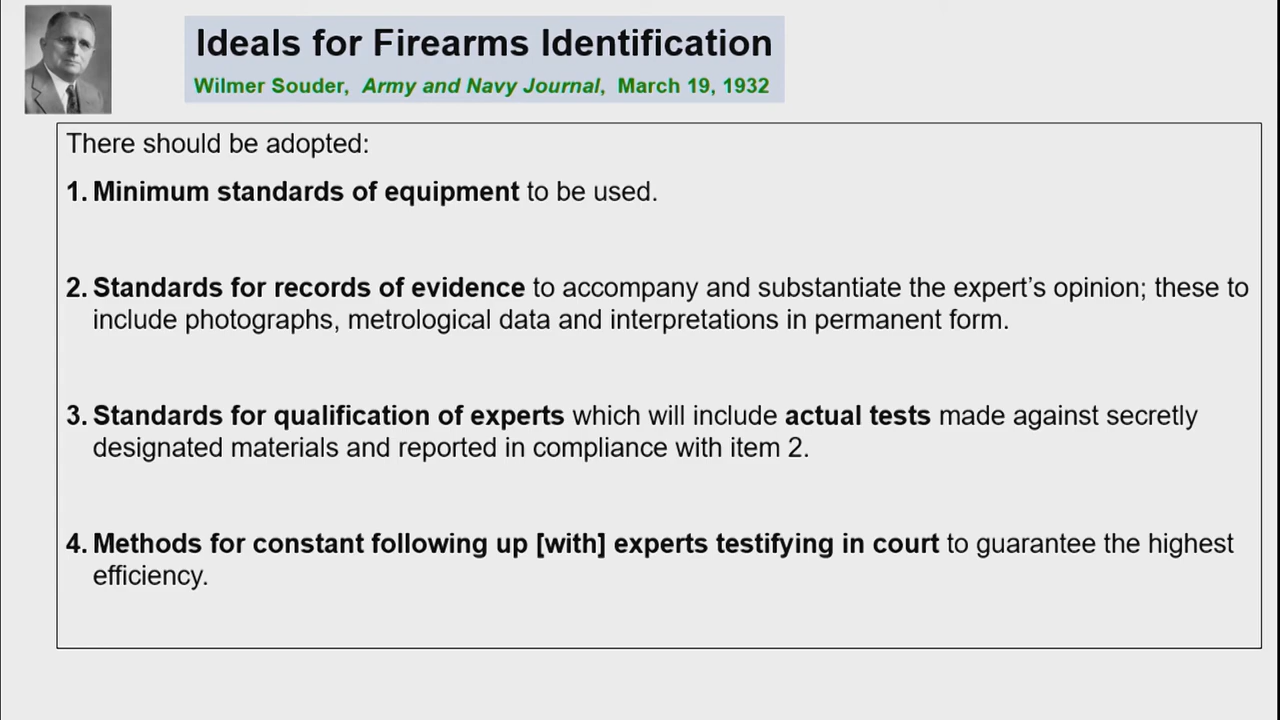 Ideals for Firearms Identification
Wilmer Souder, Army and Navy Journal, March 19, 1932
There should be adopted:
1. Minimum standards of equipment to be used.
2. Standards for records of evidence to accompany and substantiate the expert’s opinion; these to
include photographs, metrological data and interpretations in permanent form.
3. Standards for qualification of experts which will include actual tests made against secretly
designated materials and reported in compliance with item 2.
4. Methods for constant following up [with] experts testifying in court to guarantee the highest
efficiency.